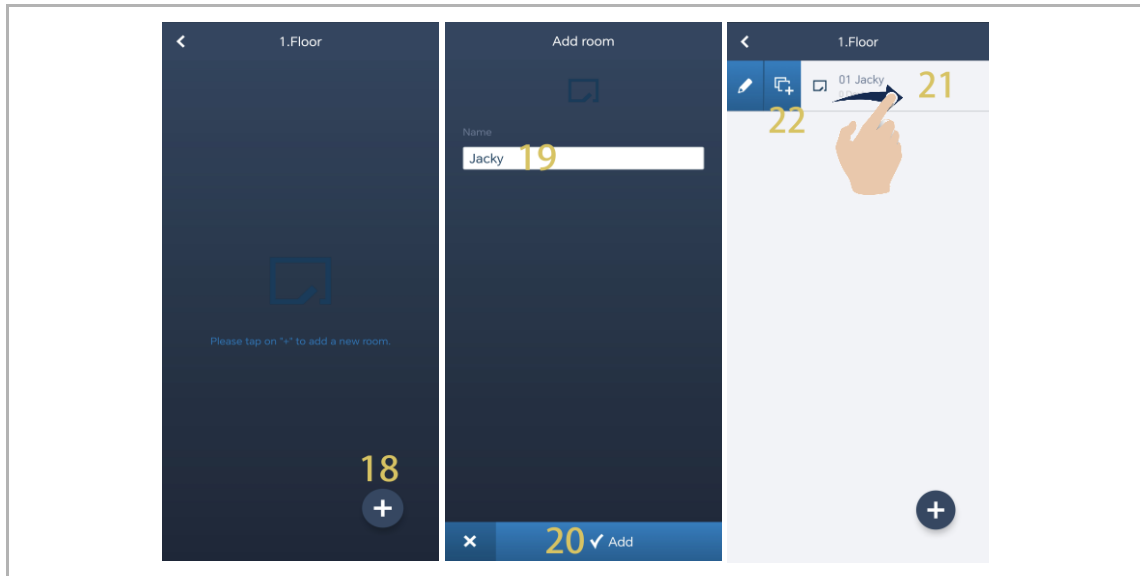 1.Floor
Please tap on "+" to add a new room.
18
Add room
Name
Jacky 19
20 Add
1.Floor
01 Jacky
21
22